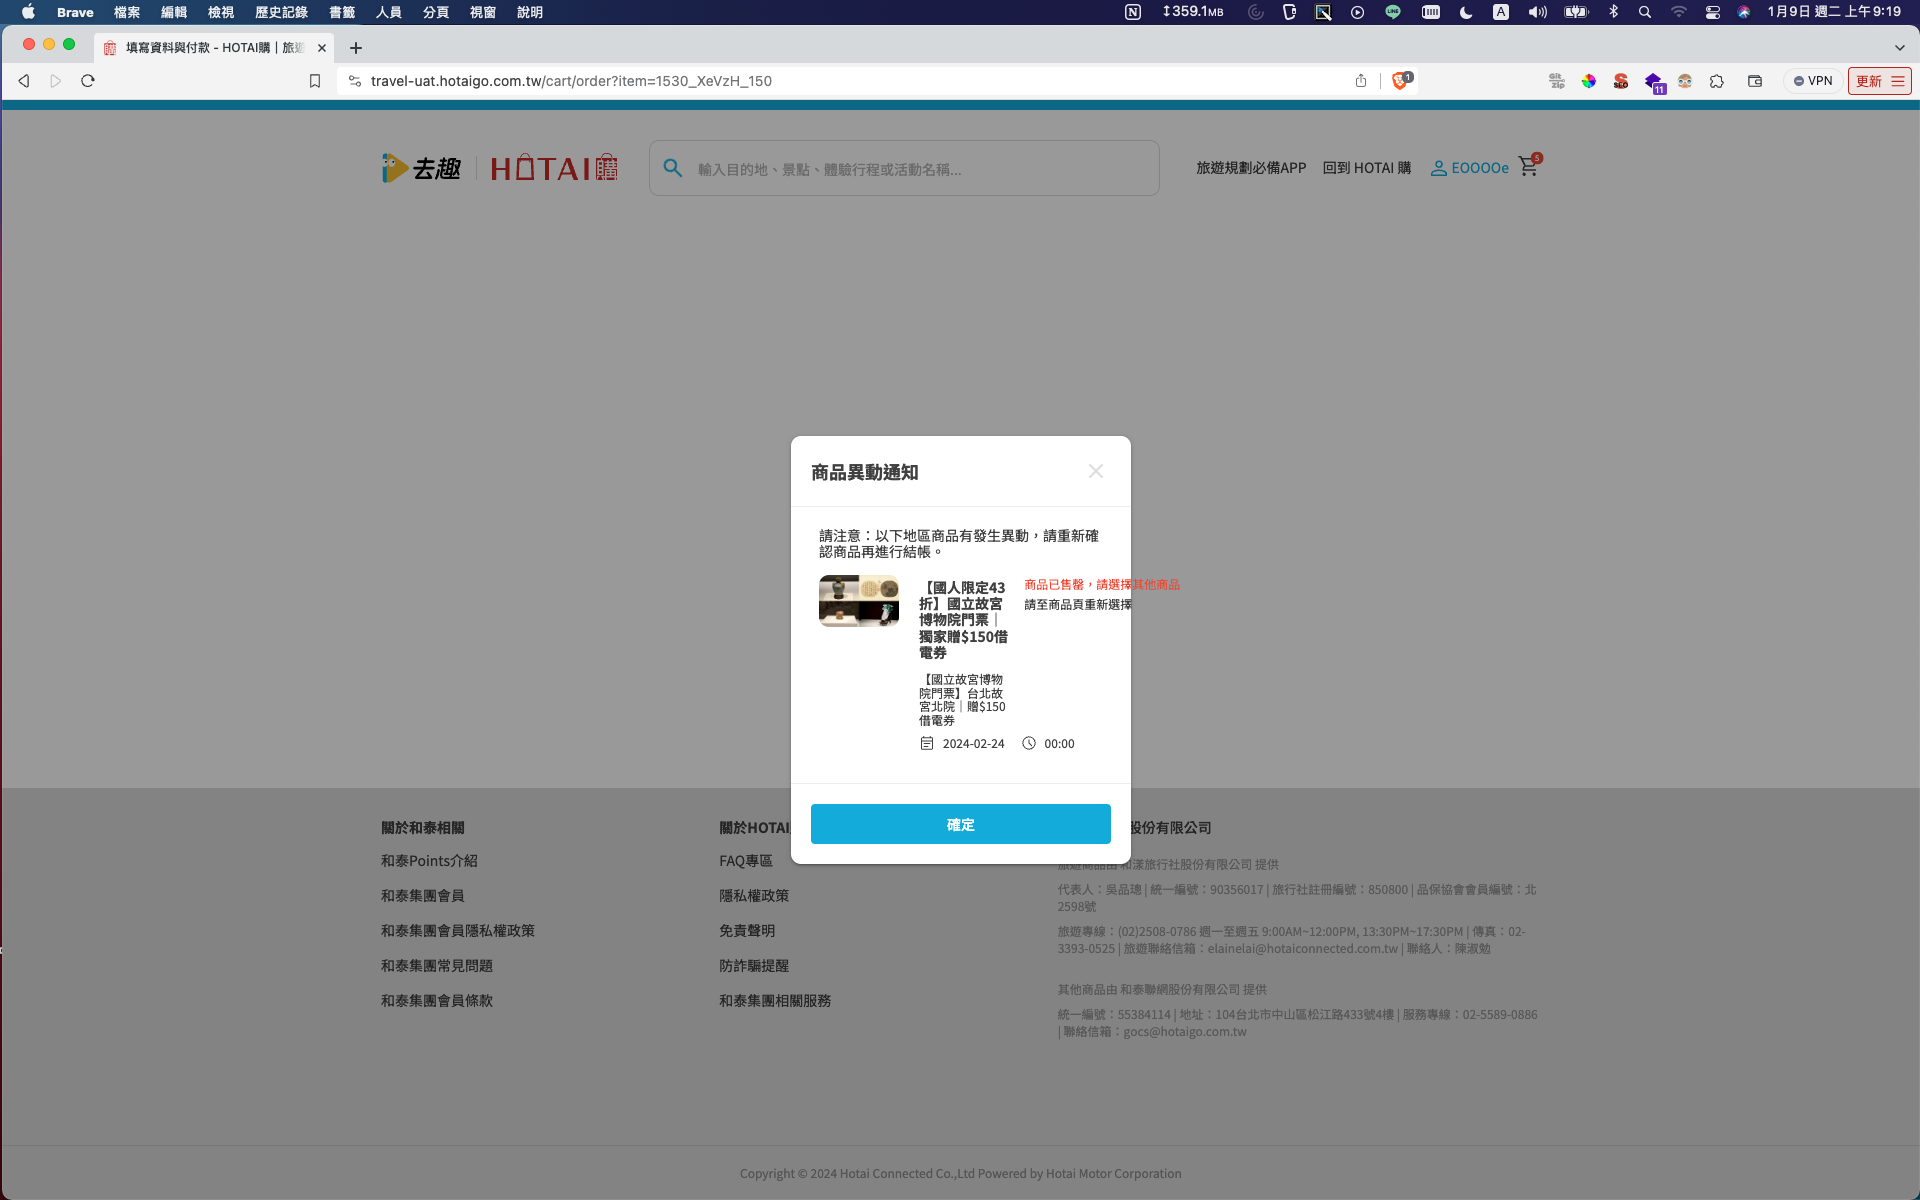 Brave 檔案 編輯 檢視 歷史記錄 書籤 人員 分頁 視窗 說明 359.1MB A 1月9日 週二 上午9:19
填寫資料與付款 - HOTAI購｜旅遊
travel-uat.hotaigo.com.tw/cart/order?item=1530_XeVzH_150 1 Git Zip SEO 11 VPN 更新
去趣 HOTAI購 輸入目的地、景點、體驗行程或活動名稱... 旅遊規劃必備APP 回到 HOTAI 購 EOOOOe 5
商品異動通知
請注意：以下地區商品有發生異動，請重新確
認商品再進行結帳。
【國人限定43
折】國立故宮
博物院門票｜
獨家贈$150借
電券
商品已售罄，請選擇其他商品
請至商品頁重新選擇
【國立故宮博物
院門票】台北故
宮北院｜贈$150
借電券
2024-02-24 00:00
確定
關於和泰相關
和泰Points介紹
和泰集團會員
和泰集團會員隱私權政策
和泰集團常見問題
和泰集團會員條款
關於HOTAI
FAQ專區
隱私權政策
免責聲明
防詐騙提醒
和泰集團相關服務
股份有限公司
旅遊商品由 和漾旅行社股份有限公司 提供
代表人：吳品璁 | 統一編號：90356017 | 旅行社註冊編號：850800 | 品保協會會員編號：北
2598號
旅遊專線：(02)2508-0786 週一至週五 9:00AM~12:00PM, 13:30PM~17:30PM | 傳真：02-
3393-0525 | 旅遊聯絡信箱：elainelai@hotaiconnected.com.tw | 聯絡人：陳淑勉
其他商品由 和泰聯網股份有限公司 提供
統一編號：55384114 | 地址：104台北市中山區松江路433號4樓 | 服務專線：02-5589-0886
| 聯絡信箱：gocs@hotaigo.com.tw
Copyright © 2024 Hotai Connected Co.,Ltd Powered by Hotai Motor Corporation